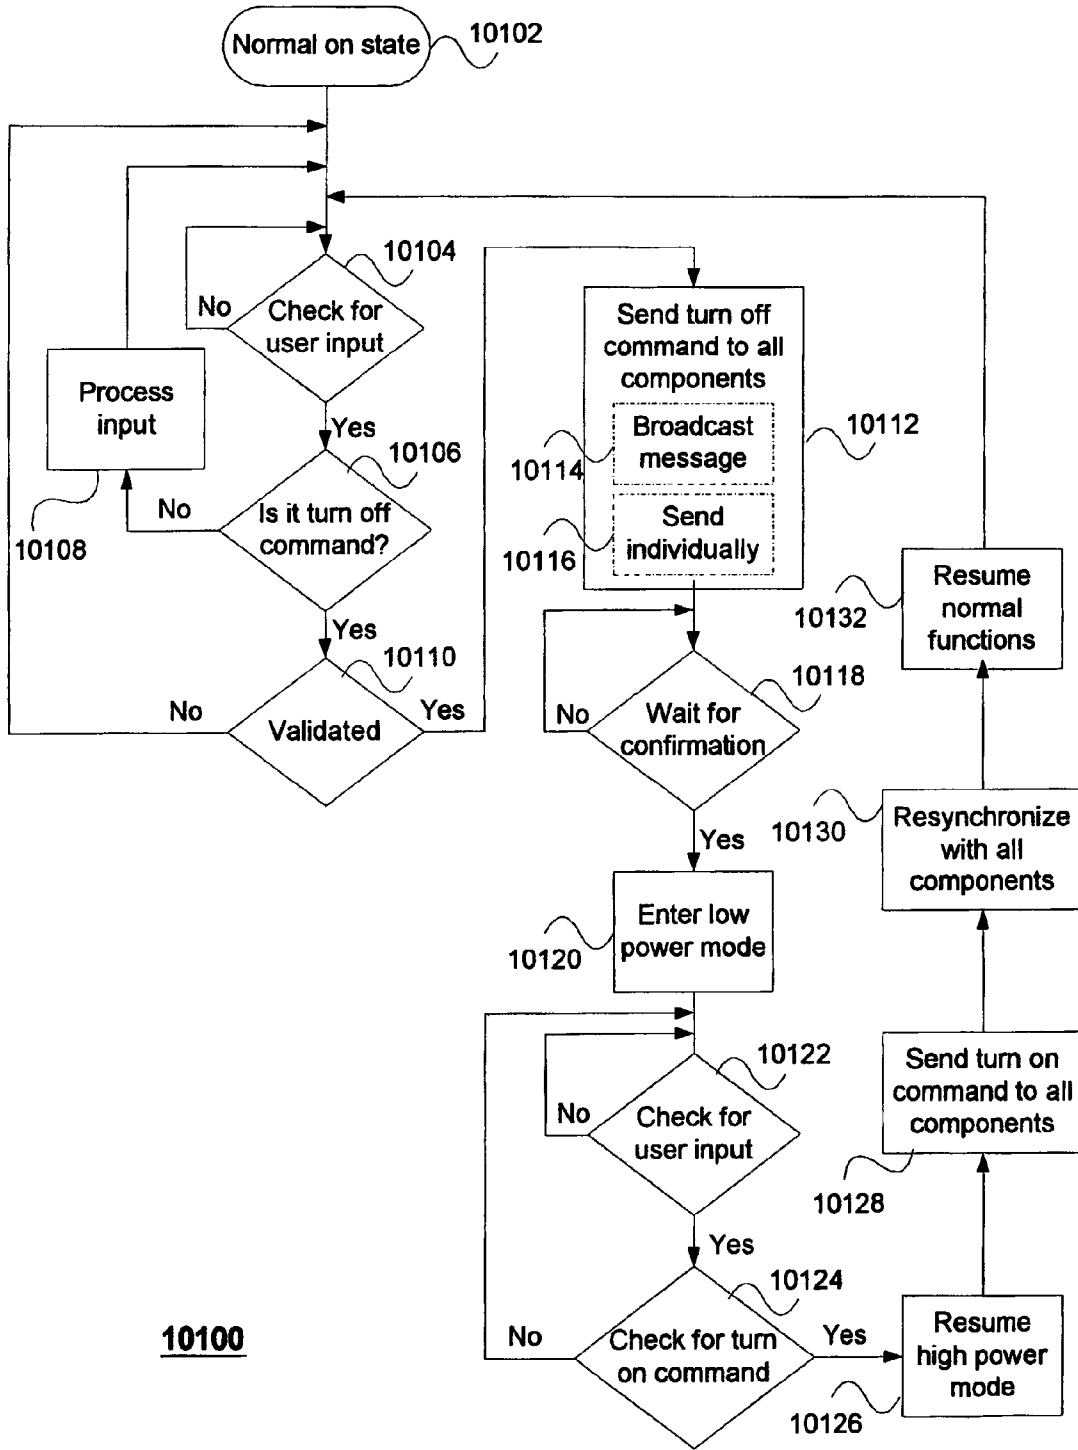 Normal on state
10102
10104
Check for
user input
No
Yes
Process
input
10108
10106
Is it turn off
command?
No
Yes
10110
Validated
No
Yes
Send turn off
command to all
components
10112
Broadcast
message
10114
Send
individually
10116
10118
Wait for
confirmation
No
Yes
Enter low
power mode
10120
10122
Check for
user input
No
Yes
10124
Check for turn
on command
No
Yes
Resume
high power
mode
10126
Send turn on
command to all
components
10128
Resynchronize
with all
components
10130
Resume
normal
functions
10132
10100